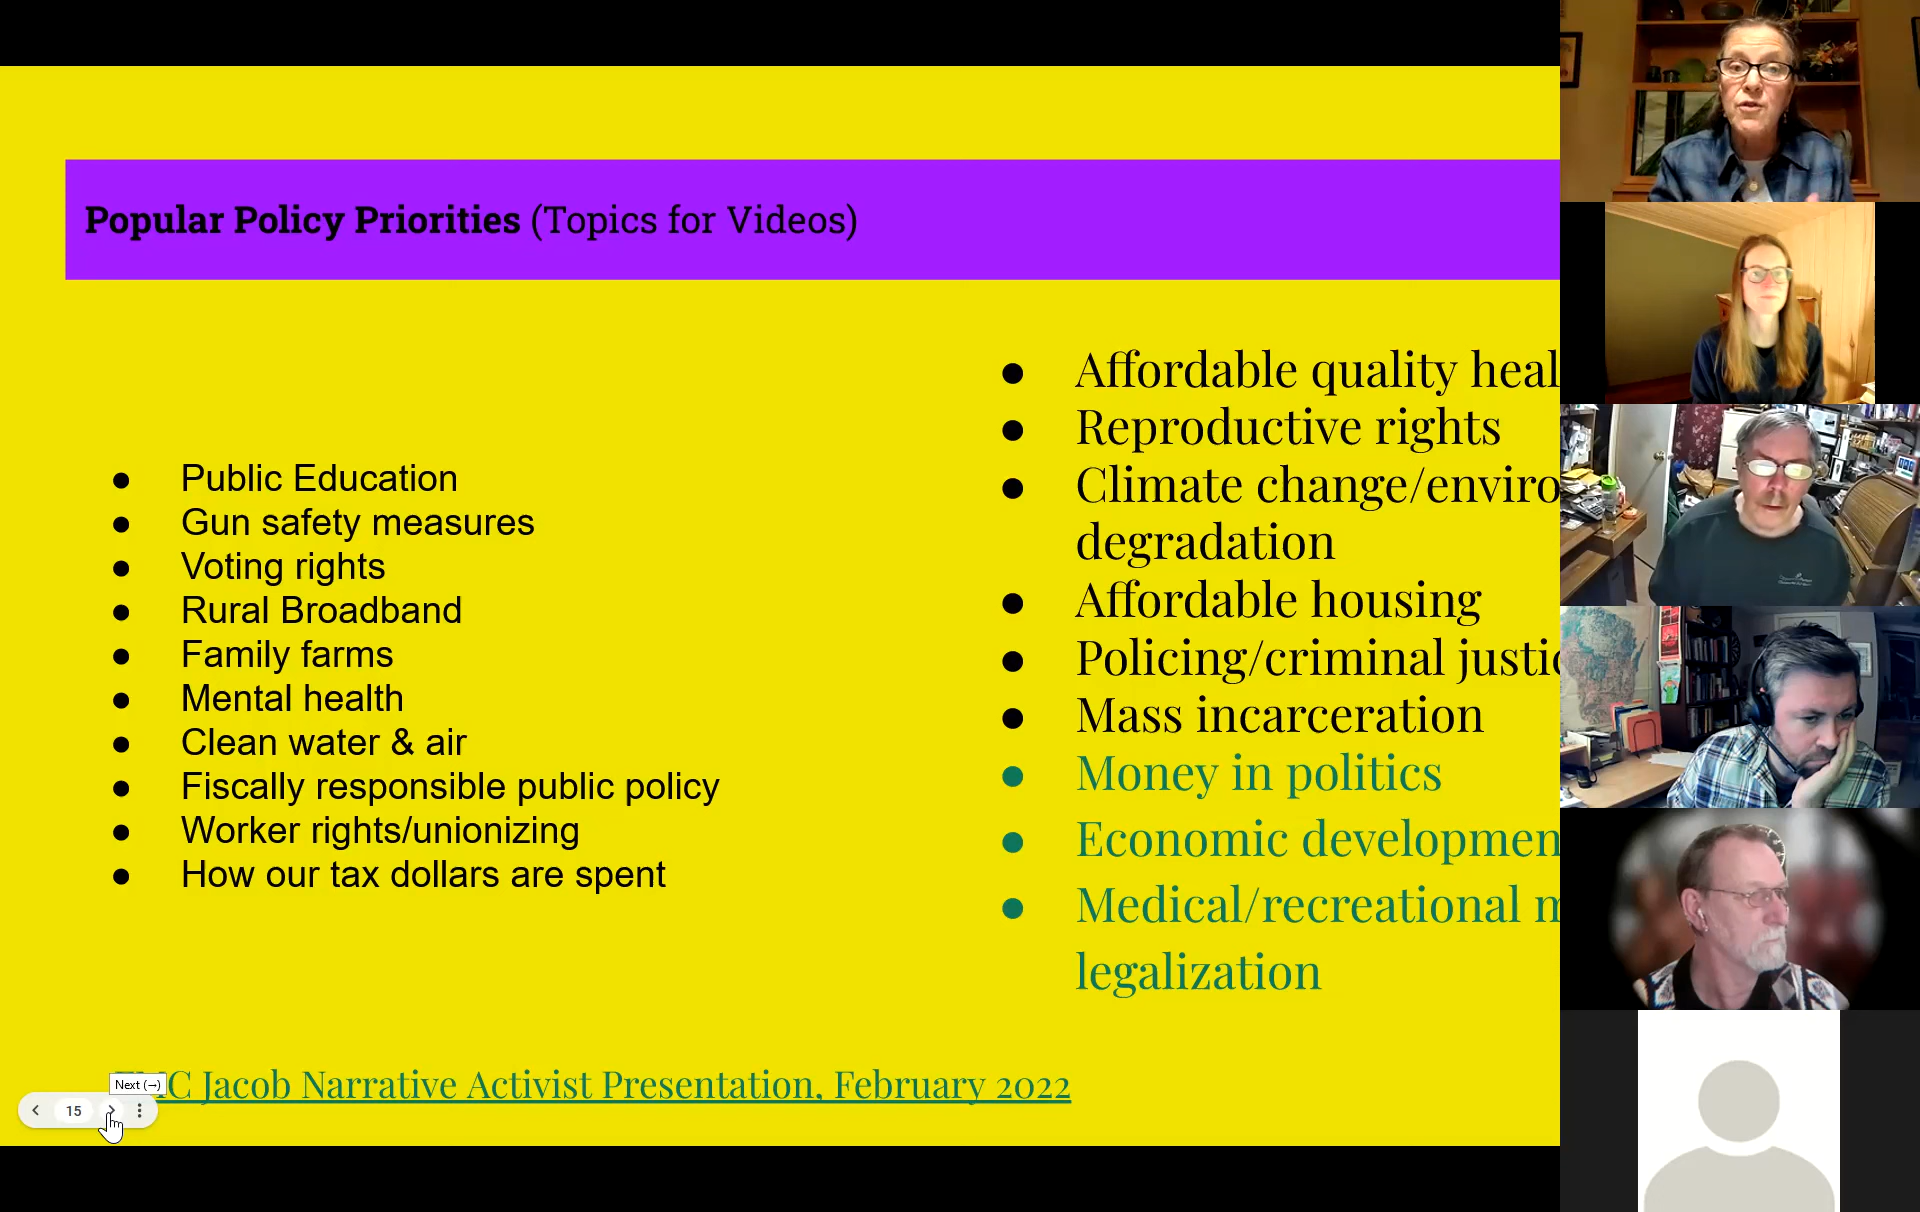 Popular Policy Priorities (Topics for Videos)
● Public Education
● Gun safety measures
● Voting rights
● Rural Broadband
● Family farms
● Mental health
● Clean water & air
● Fiscally responsible public policy
● Worker rights/unionizing
● How our tax dollars are spent
● Affordable quality heal
● Reproductive rights
● Climate change/enviro
degradation
● Affordable housing
● Policing/criminal justic
● Mass incarceration
● Money in politics
● Economic developmen
● Medical/recreational m
legalization
Jacob Narrative Activist Presentation, February 2022
Next (→)
15